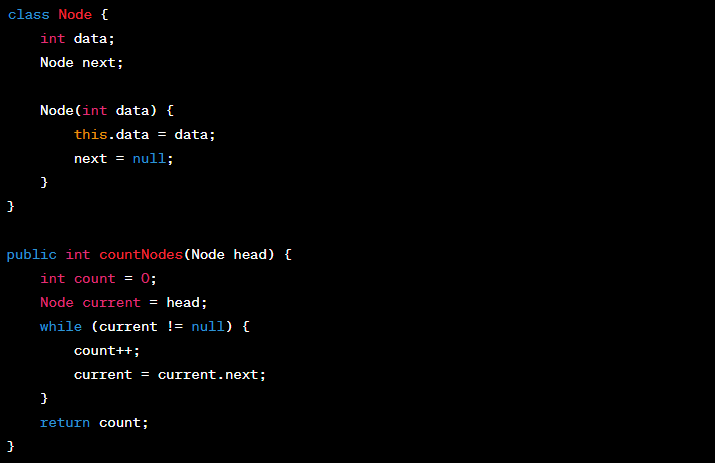 class Node {
    int data;
    Node next;

    Node(int data) {
        this.data = data;
        next = null;
    }
}

public int countNodes(Node head) {
    int count = 0;
    Node current = head;
    while (current != null) {
        count++;
        current = current.next;
    }
    return count;
}